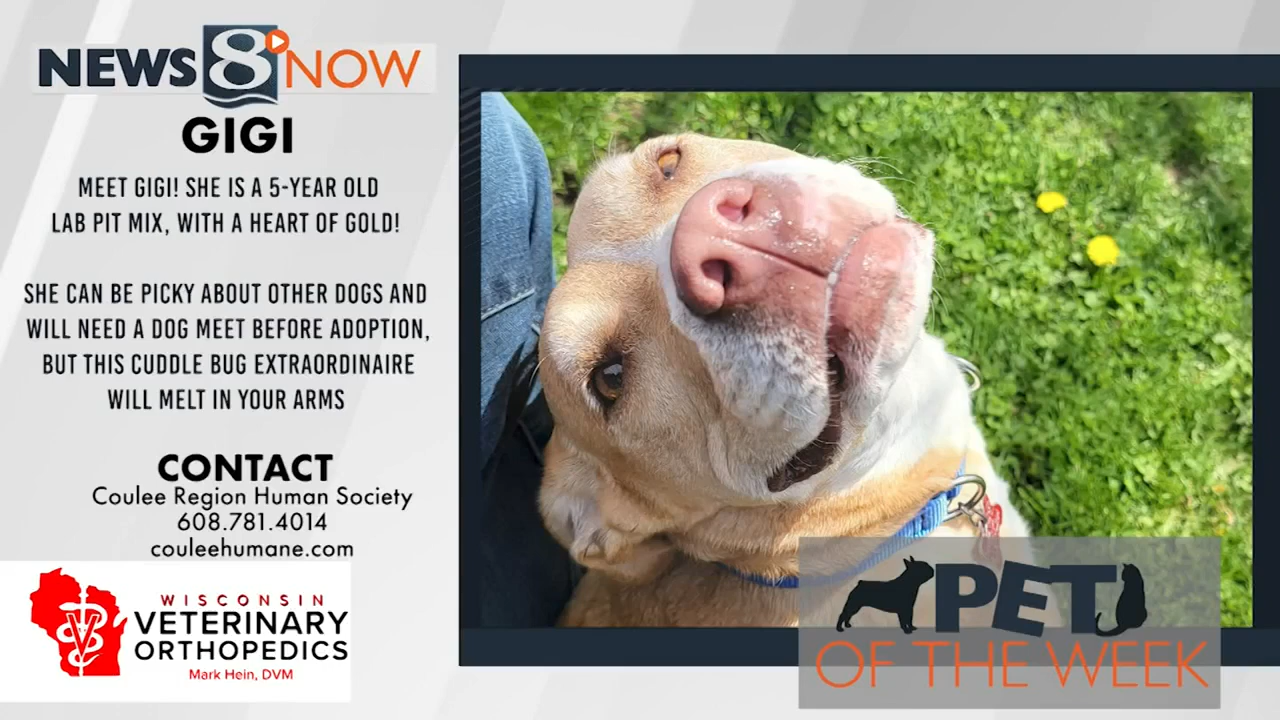 NEWS 8 NOW
GIGI
MEET GIGI! SHE IS A 5-YEAR OLD
LAB PIT MIX, WITH A HEART OF GOLD!
SHE CAN BE PICKY ABOUT OTHER DOGS AND
WILL NEED A DOG MEET BEFORE ADOPTION,
BUT THIS CUDDLE BUG EXTRAORDINAIRE
WILL MELT IN YOUR ARMS
CONTACT
Coulee Region Human Society
608.781.4014
couleehumane.com
WISCONSIN
VETERINARY
ORTHOPEDICS
Mark Hein, DVM
PET
OF THE WEEK